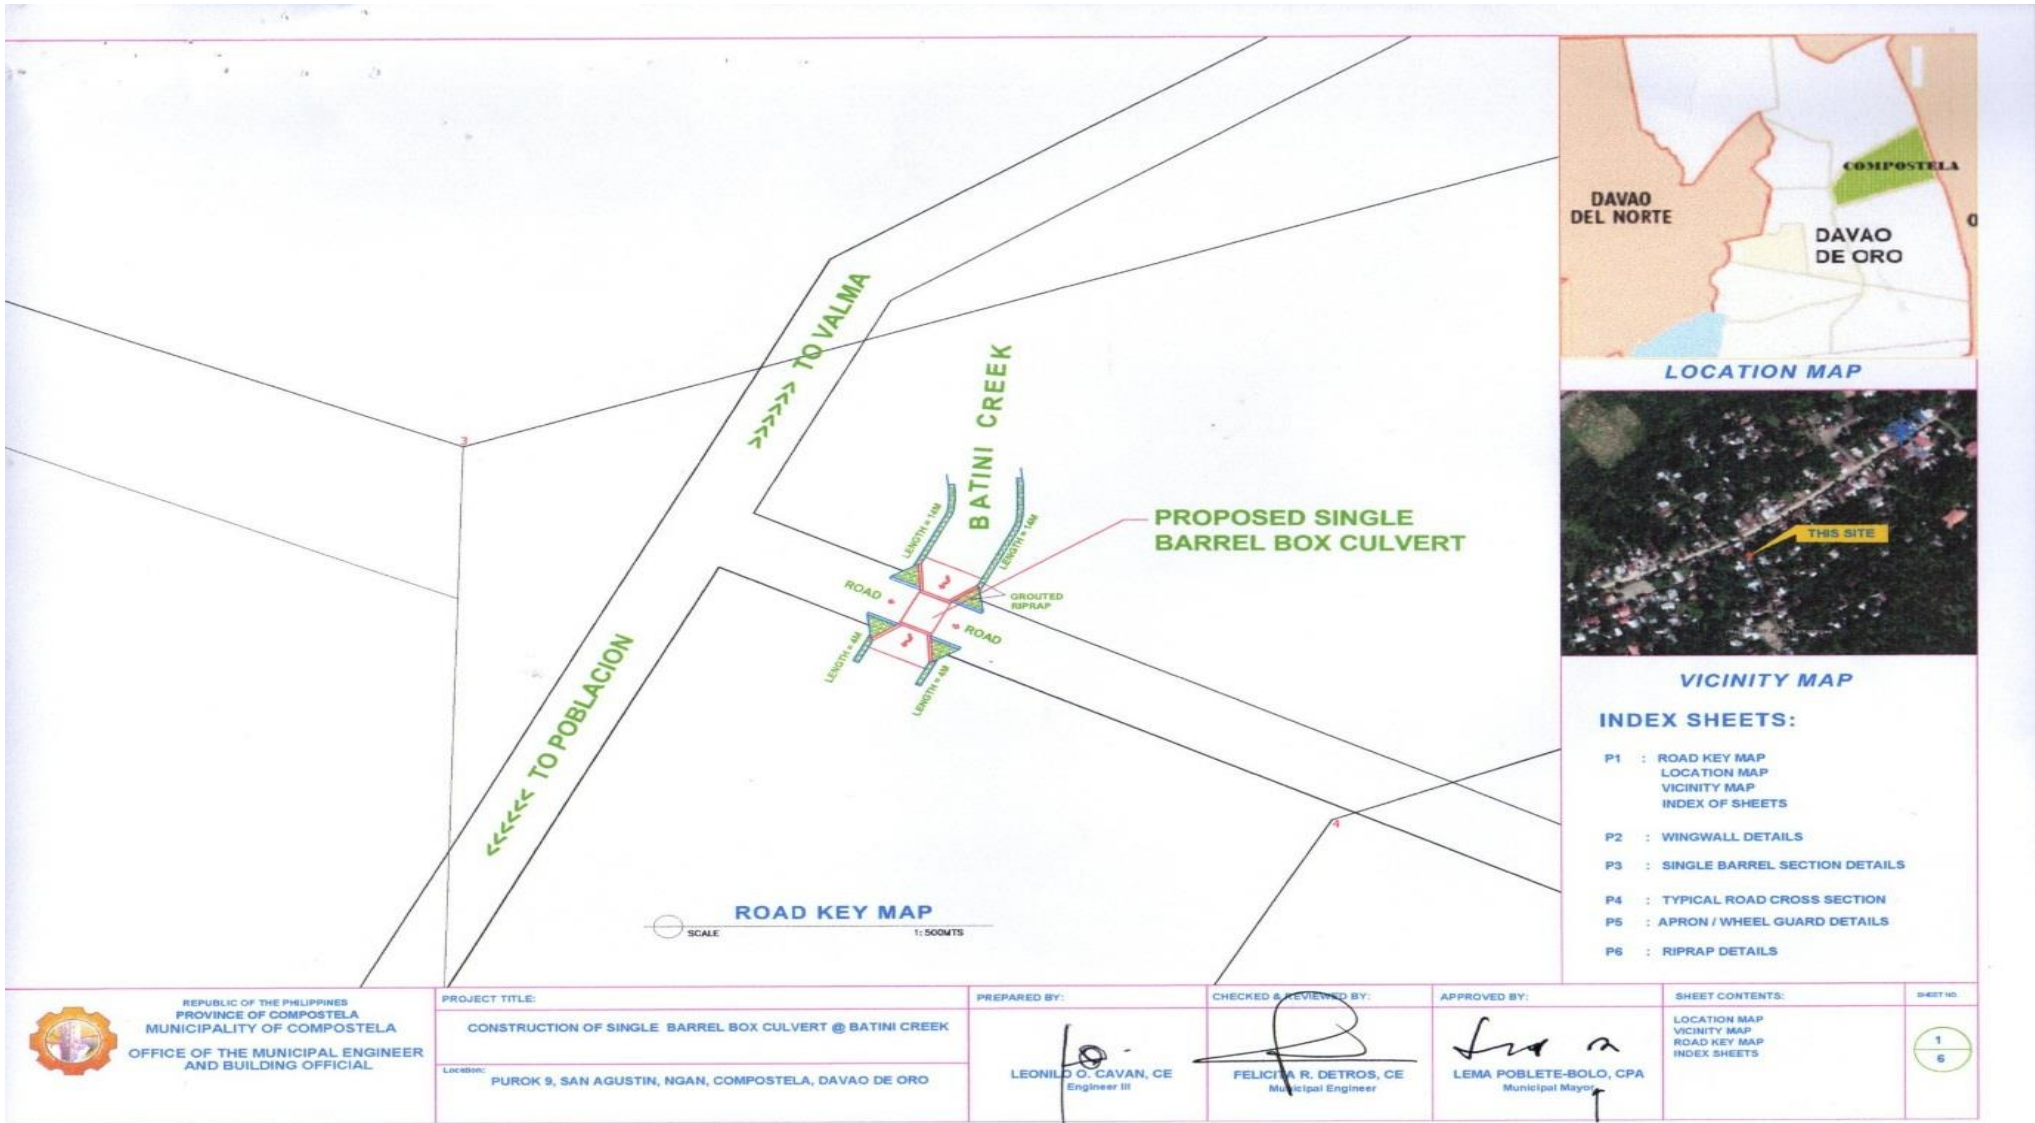 3
>>>>>> TO VALMA
BATINI CREEK
LENGTH = 14M
LENGTH = 14M
PROPOSED SINGLE
BARREL BOX CULVERT
ROAD
GROUTED
RIPRAP
ROAD
LENGTH = 4M
LENGTH = 4M
<<<<<< TO POBLACION
4
ROAD KEY MAP
SCALE
1:500MTS
DAVAO
DEL NORTE
COMPOSTELA
DAVAO
DE ORO
LOCATION MAP
THIS SITE
VICINITY MAP
INDEX SHEETS:
P1 : ROAD KEY MAP
LOCATION MAP
VICINITY MAP
INDEX OF SHEETS
P2 : WINGWALL DETAILS
P3 : SINGLE BARREL SECTION DETAILS
P4 : TYPICAL ROAD CROSS SECTION
P5 : APRON / WHEEL GUARD DETAILS
P6 : RIPRAP DETAILS
REPUBLIC OF THE PHILIPPINES
PROVINCE OF COMPOSTELA
MUNICIPALITY OF COMPOSTELA
OFFICE OF THE MUNICIPAL ENGINEER
AND BUILDING OFFICIAL
PROJECT TITLE:
CONSTRUCTION OF SINGLE BARREL BOX CULVERT @ BATINI CREEK
Location:
PUROK 9, SAN AGUSTIN, NGAN, COMPOSTELA, DAVAO DE ORO
PREPARED BY:
LEONILO O. CAVAN, CE
Engineer III
CHECKED & REVIEWED BY:
FELICITA R. DETROS, CE
Municipal Engineer
APPROVED BY:
LEMA POBLETE-BOLO, CPA
Municipal Mayor
SHEET CONTENTS:
LOCATION MAP
VICINITY MAP
ROAD KEY MAP
INDEX SHEETS
SHEET NO.
1
6